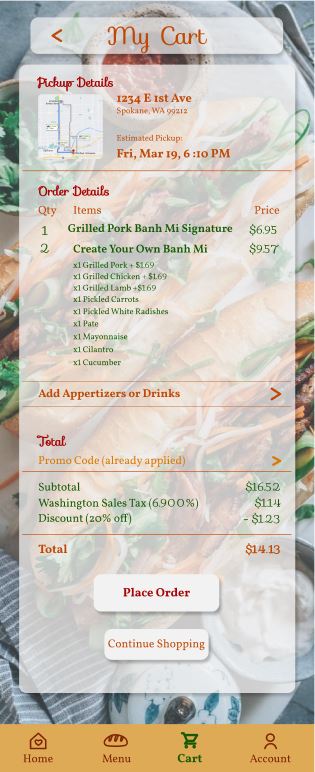 My Cart
Pickup Details
1234 E 1st Ave
Spokane, WA 99212
Estimated Pickup:
Fri, Mar 19, 6 :10 PM
Order Details
Qty Items Price
1 Grilled Pork Banh Mi Signature $6.95
2 Create Your Own Banh Mi $9.57
x1 Grilled Pork + $1.69
x1 Grilled Chicken + $1.69
x1 Grilled Lamb +$1.69
x1 Pickled Carrots
x1 Pickled White Radishes
x1 Pate
x1 Mayonnaise
x1 Cilantro
x1 Cucumber
Add Appertizers or Drinks
Total
Promo Code (already applied)
Subtotal $16.52
Washington Sales Tax (6.900%) $1.14
Discount (20% off) - $1.23
Total $14.13
Place Order
Continue Shopping
Home Menu Cart Account